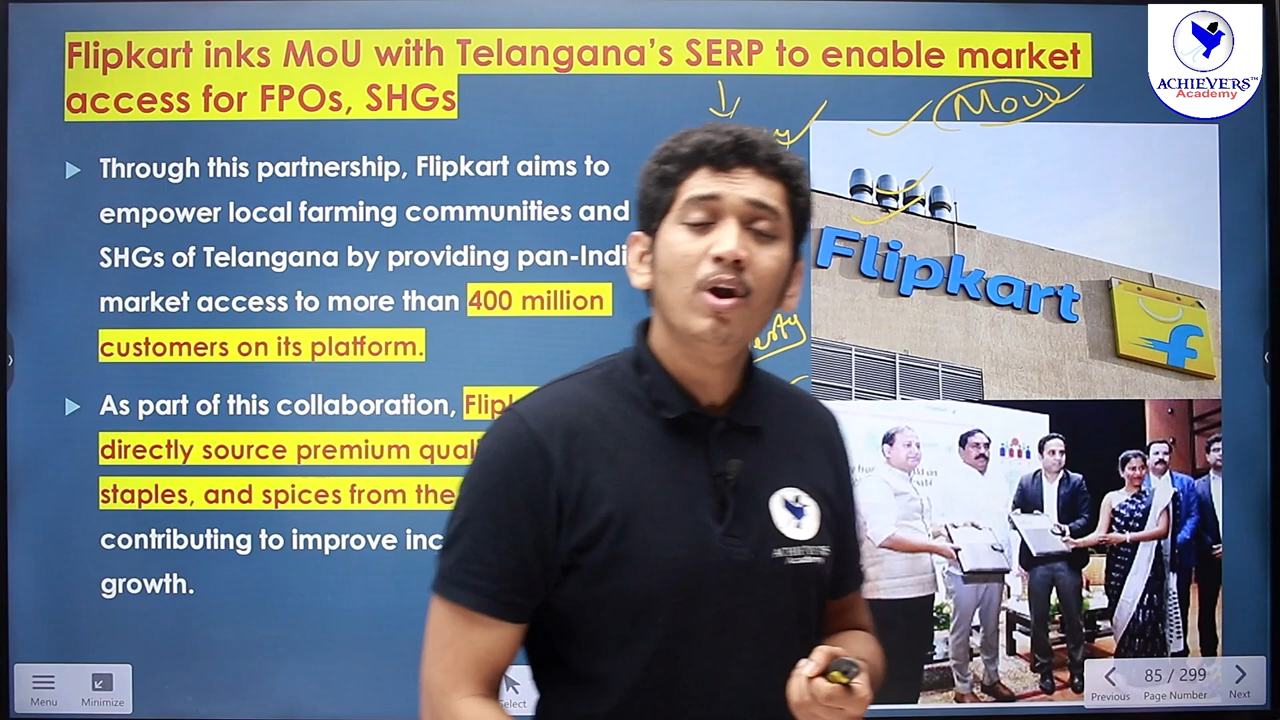 Flipkart inks MoU with Telangana's SERP to enable market
access for FPOs, SHGs
ACHIEVERS™
Academy
MoU
Through this partnership, Flipkart aims to
empower local farming communities and
SHGs of Telangana by providing pan-Indi
market access to more than 400 million
customers on its platform.
As part of this collaboration,
directly source premium
staples, and spices from the
contributing to improve
growth.
Flipkart
f
ACHIEVERS
Menu
Minimize
Select
Previous
85 / 299
Page Number
Next